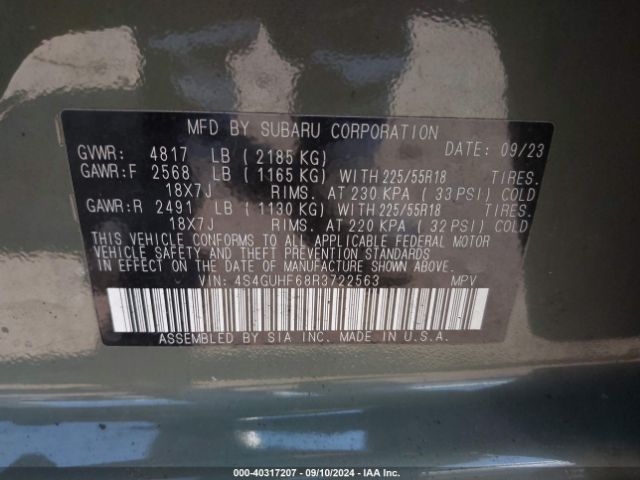 MFD BY SUBARU CORPORATION DATE: 09/23
GVWR: 4817 LB (2185 KG)
GAWR:F 2568 LB (1165 KG) WITH 225/55R18 TIRES.
18X7J RIMS. AT 230 KPA (33 PSI) COLD
GAWR:R 2491 LB (1130 KG) WITH 225/55R18 TIRES.
18X7J RIMS. AT 220 KPA (32 PSI) COLD
THIS VEHICLE CONFORMS TO ALL APPLICABLE FEDERAL MOTOR
VEHICLE SAFETY AND THEFT PREVENTION STANDARDS
IN EFFECT ON THE DATE OF MANUFACTURE SHOWN ABOVE.
VIN: 4S4GUHF68R3722563 MPV
ASSEMBLED BY SIA INC. MADE IN U.S.A.
000-40317207 - 09/10/2024 - IAA Inc.